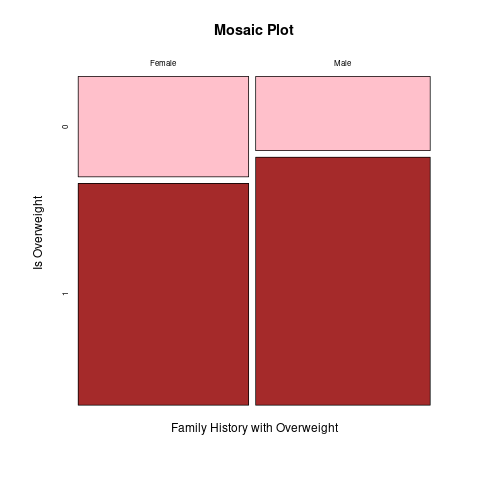 Mosaic Plot
Female Male
0
1
Is Overweight
Family History with Overweight